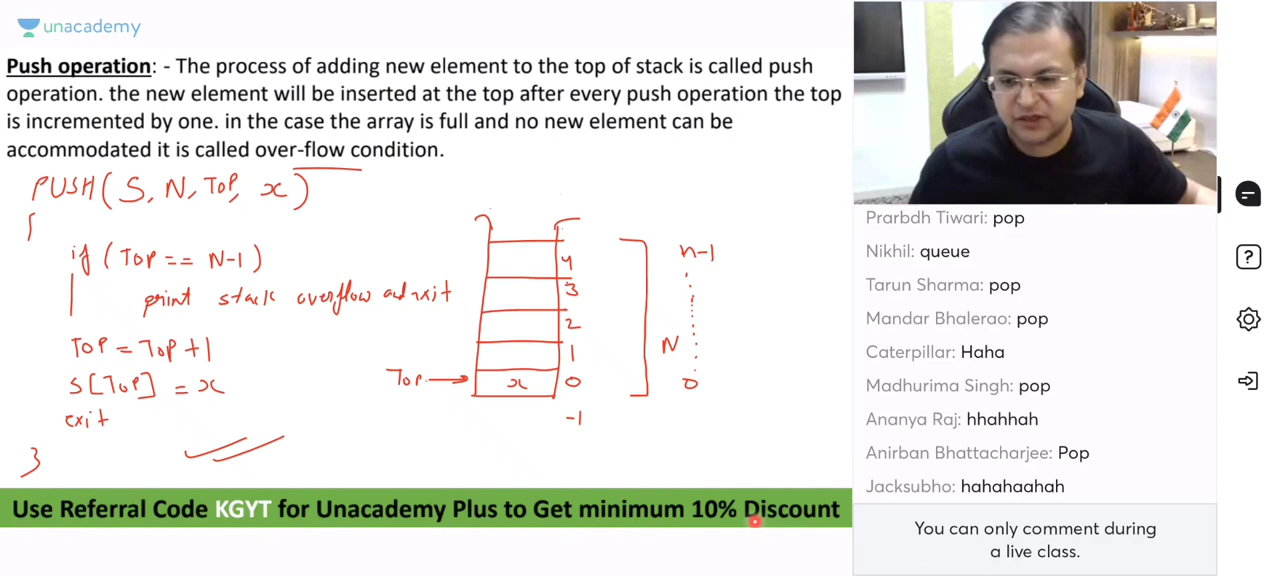 unacademy
Push operation: - The process of adding new element to the top of stack is called push
operation. the new element will be inserted at the top after every push operation the top
is incremented by one. in the case the array is full and no new element can be
accommodated it is called over-flow condition.
PUSH(S, N, TOP, x)
{
if (TOP == N-1)
print stack overflow and exit
TOP = TOP + 1
S[TOP] = x
exit
}
4
3
2
1
Top → x 0
-1
n-1
N
0
Use Referral Code KGYT for Unacademy Plus to Get minimum 10% Discount
Prarbdh Tiwari: pop
Nikhil: queue
Tarun Sharma: pop
Mandar Bhalerao: pop
Caterpillar: Haha
Madhurima Singh: pop
Ananya Raj: hhahhah
Anirban Bhattacharjee: Pop
Jacksubho: hahahaahah
You can only comment during
a live class.
?